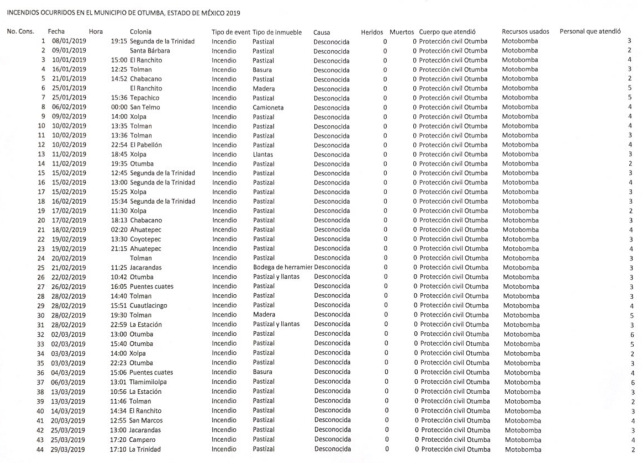 INCENDIOS OCURRIDOS EN EL MUNICIPIO DE OTUMBA, ESTADO DE MÉXICO 2019
No. Cons. Fecha Hora Colonia Tipo de event Tipo de inmueble Causa Heridos Muertos Cuerpo que atendió Recursos usados Personal que atendió
1 08/01/2019 19:15 Segunda de la Trinidad Incendio Pastizal Desconocida 0 0 Protección civil Otumba Motobomba 3
2 09/01/2019 Santa Bárbara Incendio Pastizal Desconocida 0 0 Protección civil Otumba Motobomba 2
3 10/01/2019 15:00 El Ranchito Incendio Pastizal Desconocida 0 0 Protección civil Otumba Motobomba 4
4 16/01/2019 12:25 Tolman Incendio Basura Desconocida 0 0 Protección civil Otumba Motobomba 3
5 21/01/2019 14:52 Chabacano Incendio Pastizal Desconocida 0 0 Protección civil Otumba Motobomba 2
6 25/01/2019 El Ranchito Incendio Madera Desconocida 0 0 Protección civil Otumba Motobomba 5
7 25/01/2019 15:36 Tepachico Incendio Pastizal Desconocida 0 0 Protección civil Otumba Motobomba 5
8 06/02/2019 00:00 San Telmo Incendio Camioneta Desconocida 0 0 Protección civil Otumba Motobomba 4
9 09/02/2019 14:00 Xolpa Incendio Pastizal Desconocida 0 0 Protección civil Otumba Motobomba 4
10 10/02/2019 13:35 Tolman Incendio Pastizal Desconocida 0 0 Protección civil Otumba Motobomba 4
11 10/02/2019 13:36 Tolman Incendio Pastizal Desconocida 0 0 Protección civil Otumba Motobomba 3
12 10/02/2019 22:54 El Pabellón Incendio Pastizal Desconocida 0 0 Protección civil Otumba Motobomba 4
13 11/02/2019 18:45 Xolpa Incendio Llantas Desconocida 0 0 Protección civil Otumba Motobomba 3
14 11/02/2019 19:35 Otumba Incendio Pastizal Desconocida 0 0 Protección civil Otumba Motobomba 2
15 15/02/2019 12:45 Segunda de la Trinidad Incendio Pastizal Desconocida 0 0 Protección civil Otumba Motobomba 3
16 15/02/2019 13:00 Segunda de la Trinidad Incendio Pastizal Desconocida 0 0 Protección civil Otumba Motobomba 4
17 15/02/2019 15:25 Xolpa Incendio Pastizal Desconocida 0 0 Protección civil Otumba Motobomba 3
18 16/02/2019 15:34 Segunda de la Trinidad Incendio Pastizal Desconocida 0 0 Protección civil Otumba Motobomba 3
19 17/02/2019 11:30 Xolpa Incendio Pastizal Desconocida 0 0 Protección civil Otumba Motobomba 2
20 17/02/2019 18:13 Chabacano Incendio Pastizal Desconocida 0 0 Protección civil Otumba Motobomba 3
21 18/02/2019 02:20 Ahuatepec Incendio Pastizal Desconocida 0 0 Protección civil Otumba Motobomba 4
22 19/02/2019 13:30 Coyotepec Incendio Pastizal Desconocida 0 0 Protección civil Otumba Motobomba 3
23 19/02/2019 21:15 Ahuatepec Incendio Pastizal Desconocida 0 0 Protección civil Otumba Motobomba 4
24 20/02/2019 Tolman Incendio Pastizal Desconocida 0 0 Protección civil Otumba Motobomba 3
25 21/02/2019 11:25 Jacarandas Incendio Bodega de herramier Desconocida 0 0 Protección civil Otumba Motobomba 3
26 22/02/2019 10:42 Otumba Incendio Pastizal y llantas Desconocida 0 0 Protección civil Otumba Motobomba 3
27 26/02/2019 16:05 Puentes cuates Incendio Pastizal Desconocida 0 0 Protección civil Otumba Motobomba 3
28 28/02/2019 14:40 Tolman Incendio Pastizal Desconocida 0 0 Protección civil Otumba Motobomba 3
29 28/02/2019 15:51 Cuautlacingo Incendio Pastizal Desconocida 0 0 Protección civil Otumba Motobomba 4
30 28/02/2019 19:30 Tolman Incendio Madera Desconocida 0 0 Protección civil Otumba Motobomba 5
31 28/02/2019 22:59 La Estación Incendio Pastizal y llantas Desconocida 0 0 Protección civil Otumba Motobomba 3
32 02/03/2019 13:00 Otumba Incendio Pastizal Desconocida 0 0 Protección civil Otumba Motobomba 6
33 02/03/2019 15:40 Otumba Incendio Pastizal Desconocida 0 0 Protección civil Otumba Motobomba 5
34 03/03/2019 14:00 Xolpa Incendio Pastizal Desconocida 0 0 Protección civil Otumba Motobomba 2
35 03/03/2019 22:23 Otumba Incendio Pastizal Desconocida 0 0 Protección civil Otumba Motobomba 3
36 04/03/2019 15:06 Puentes cuates Incendio Basura Desconocida 0 0 Protección civil Otumba Motobomba 4
37 06/03/2019 13:01 Tlamimilolpa Incendio Pastizal Desconocida 0 0 Protección civil Otumba Motobomba 6
38 13/03/2019 10:56 La Estación Incendio Pastizal Desconocida 0 0 Protección civil Otumba Motobomba 3
39 13/03/2019 11:46 Tolman Incendio Pastizal Desconocida 0 0 Protección civil Otumba Motobomba 2
40 14/03/2019 14:34 El Ranchito Incendio Pastizal Desconocida 0 0 Protección civil Otumba Motobomba 3
41 20/03/2019 12:55 San Marcos Incendio Pastizal Desconocida 0 0 Protección civil Otumba Motobomba 4
42 25/03/2019 13:00 Jacarandas Incendio Pastizal Desconocida 0 0 Protección civil Otumba Motobomba 3
43 25/03/2019 17:20 Campero Incendio Pastizal Desconocida 0 0 Protección civil Otumba Motobomba 4
44 29/03/2019 17:10 La Trinidad Incendio Pastizal Desconocida 0 0 Protección civil Otumba Motobomba 2